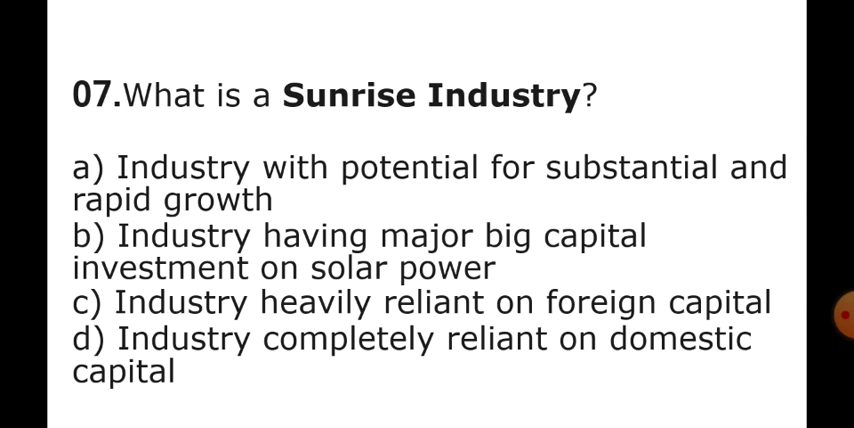 07.What is a Sunrise Industry?
a) Industry with potential for substantial and
rapid growth
b) Industry having major big capital
investment on solar power
c) Industry heavily reliant on foreign capital
d) Industry completely reliant on domestic
capital